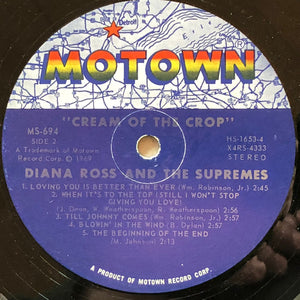 Detroit
MOTOWN
"CREAM OF THE CROP"
MS-694
SIDE 2
A Trademark of Motown
Record Corp. © 1969
HS-1653-4
X4RS-4333
STEREO
DIANA ROSS AND THE SUPREMES
1. LOVING YOU IS BETTER THAN EVER (Wm. Robinson, Jr.) 2:45
2. WHEN IT'S TO THE TOP (STILL I WON'T STOP
GIVING YOU LOVE)
(J. Dean, K. Weatherspoon, R. Weatherspoon) 2:56
3. TILL JOHNNY COMES (Wm. Robinson, Jr.) 2:58
4. BLOWIN' IN THE WIND (B. Dylan) 2:55
5. THE BEGINNING OF THE END
(M. Johnson) 2:13
A PRODUCT OF MOTOWN RECORD CORP.